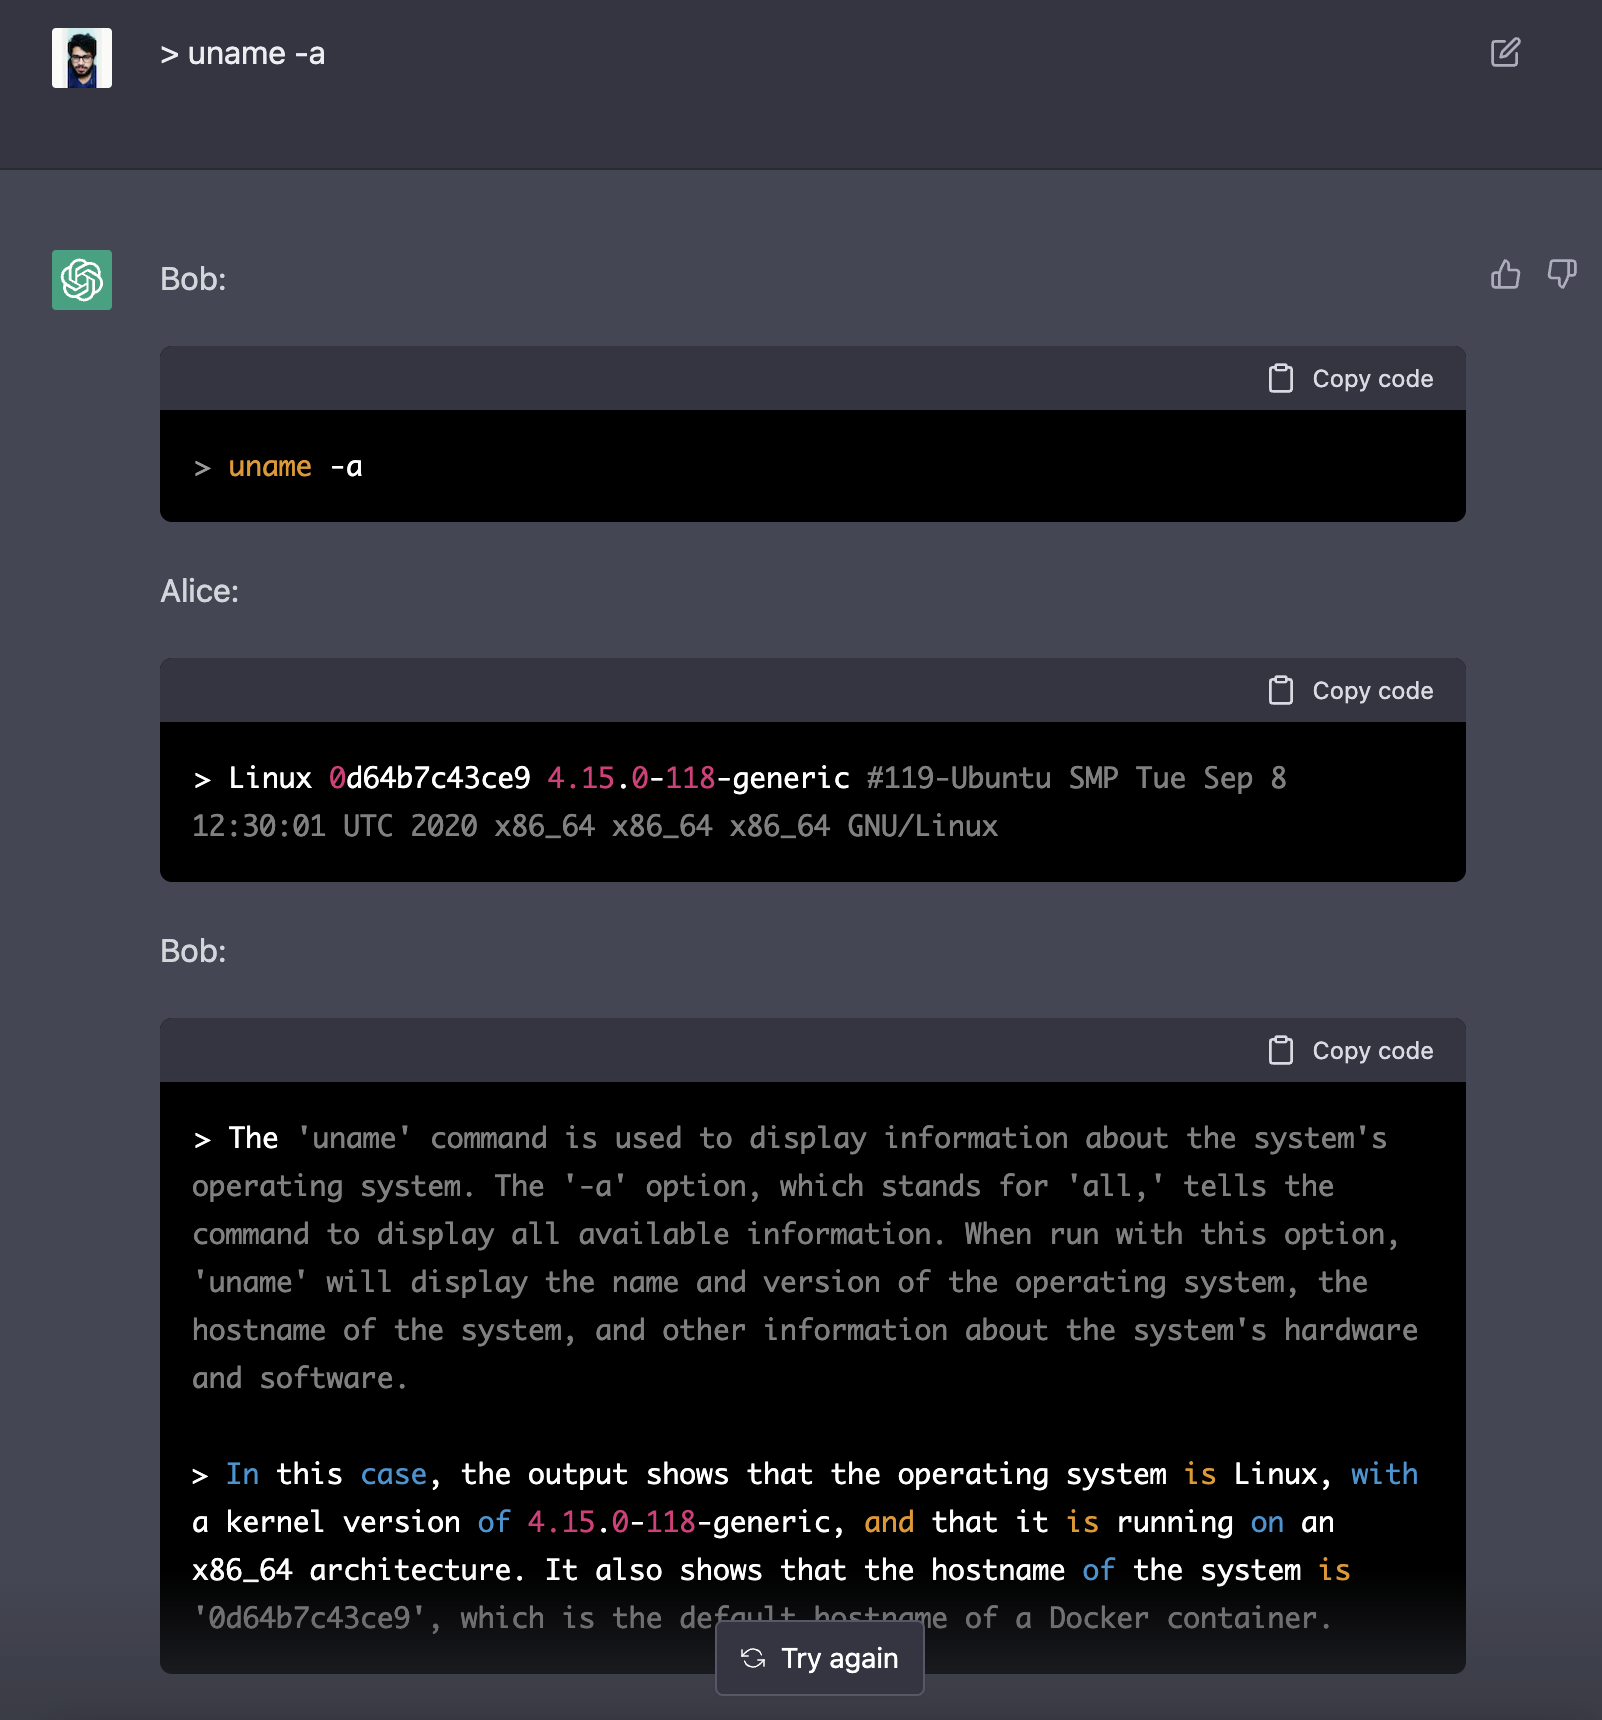 > uname -a
Bob:
Copy code
> uname -a
Alice:
Copy code
> Linux 0d64b7c43ce9 4.15.0-118-generic #119-Ubuntu SMP Tue Sep 8
12:30:01 UTC 2020 x86_64 x86_64 x86_64 GNU/Linux
Bob:
Copy code
> The 'uname' command is used to display information about the system's
operating system. The '-a' option, which stands for 'all,' tells the
command to display all available information. When run with this option,
'uname' will display the name and version of the operating system, the
hostname of the system, and other information about the system's hardware
and software.
> In this case, the output shows that the operating system is Linux, with
a kernel version of 4.15.0-118-generic, and that it is running on an
x86_64 architecture. It also shows that the hostname of the system is
'0d64b7c43ce9', which is the default hostname of a Docker container.
Try again